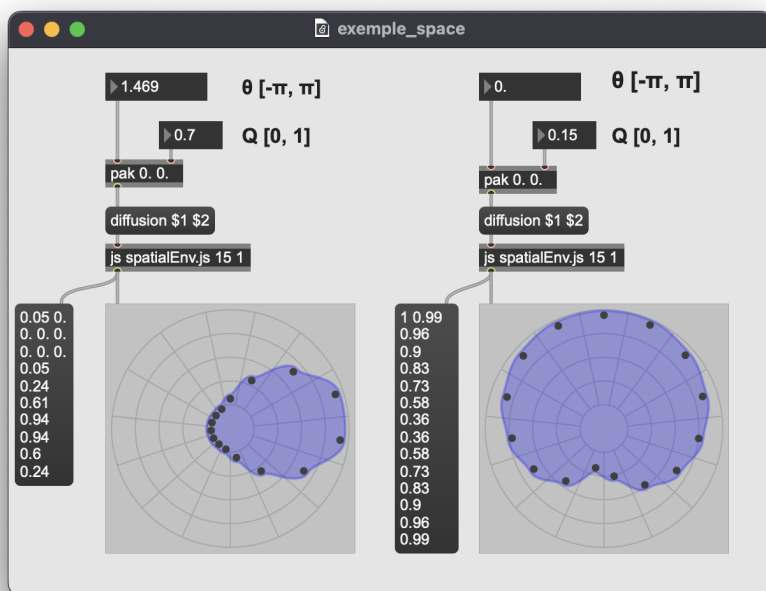 exemple_space
1.469
θ [-π, π]
0.7
Q [0, 1]
pak 0. 0.
diffusion $1 $2
js spatialEnv.js 15 1
0.05 0.
0. 0. 0.
0. 0. 0.
0.05
0.24
0.61
0.94
0.94
0.6
0.24
0.
θ [-π, π]
0.15
Q [0, 1]
pak 0. 0.
diffusion $1 $2
js spatialEnv.js 15 1
1 0.99
0.96
0.9
0.83
0.73
0.58
0.36
0.36
0.58
0.73
0.83
0.9
0.96
0.99